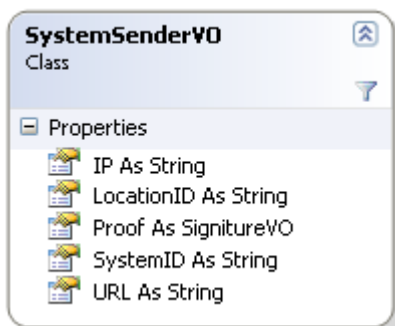 SystemSenderVO
Class
Properties
IP As String
LocationID As String
Proof As SignitureVO
SystemID As String
URL As String